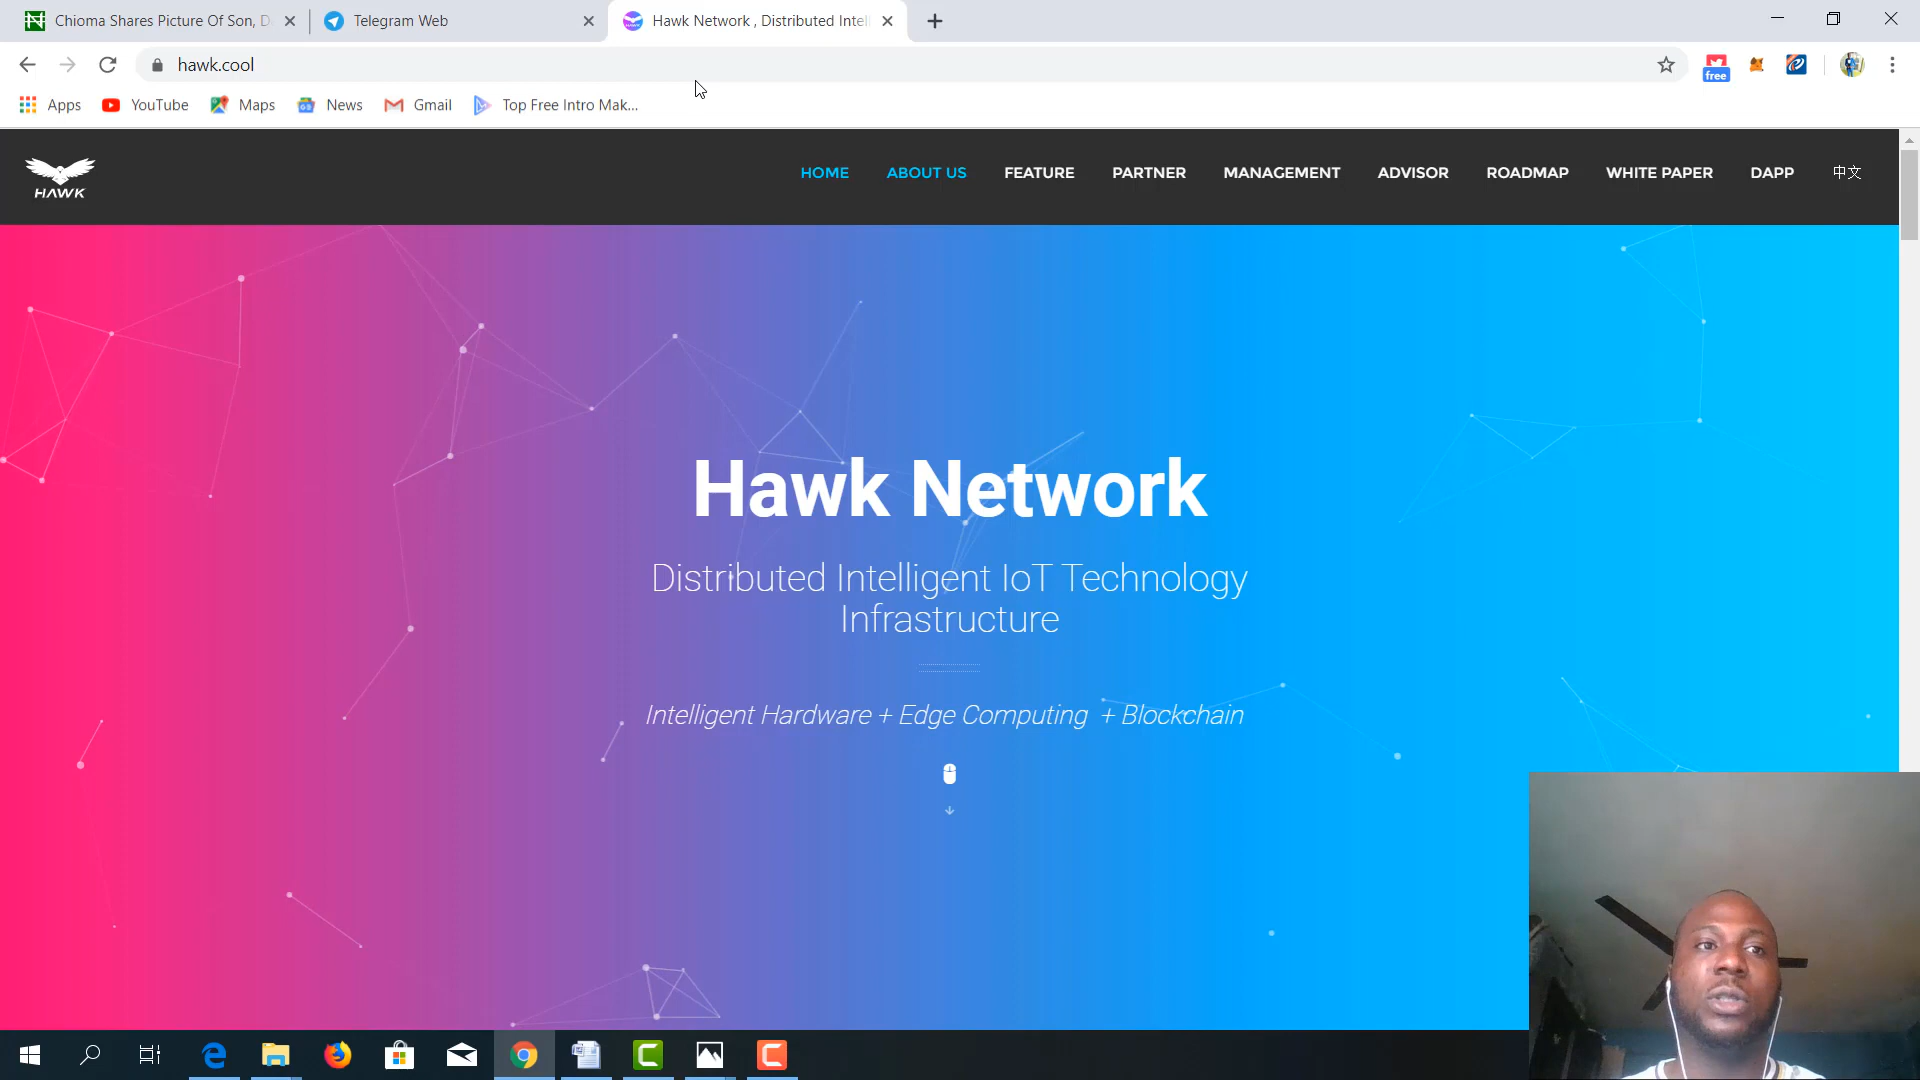 Chioma Shares Picture Of Son, D
Telegram Web
Hawk Network , Distributed Intel
hawk.cool
free
Apps
YouTube
Maps
News
Gmail
Top Free Intro Mak...
HAWK
HOME
ABOUT US
FEATURE
PARTNER
MANAGEMENT
ADVISOR
ROADMAP
WHITE PAPER
DAPP
中文
Hawk Network
Distributed Intelligent IoT Technology
Infrastructure
Intelligent Hardware + Edge Computing + Blockchain